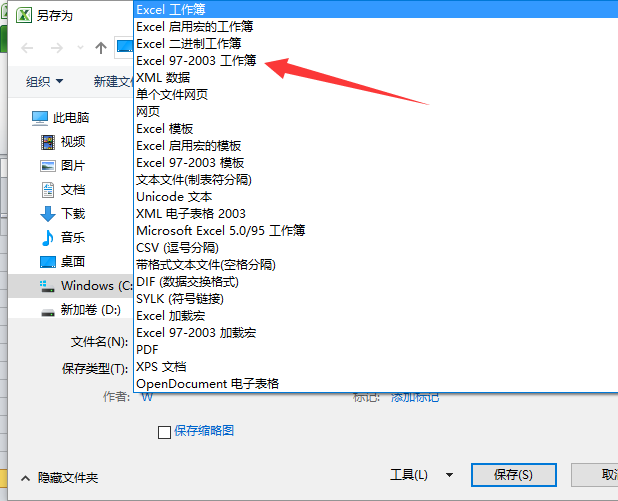 另存为
Excel 工作簿
Excel 启用宏的工作簿
Excel 二进制工作簿
Excel 97-2003 工作簿
XML 数据
单个文件网页
网页
Excel 模板
Excel 启用宏的模板
Excel 97-2003 模板
文本文件(制表符分隔)
Unicode 文本
XML 电子表格 2003
Microsoft Excel 5.0/95 工作簿
CSV (逗号分隔)
带格式文本文件(空格分隔)
DIF (数据交换格式)
SYLK (符号链接)
Excel 加载宏
Excel 97-2003 加载宏
PDF
XPS 文档
OpenDocument 电子表格
组织 新建文
此电脑
视频
图片
文档
下载
音乐
桌面
Windows (C:
新加卷 (D:)
文件名(N):
保存类型(T):
作者: W 标记: 添加标记
保存缩略图
隐藏文件夹 工具(L) 保存(S) 取